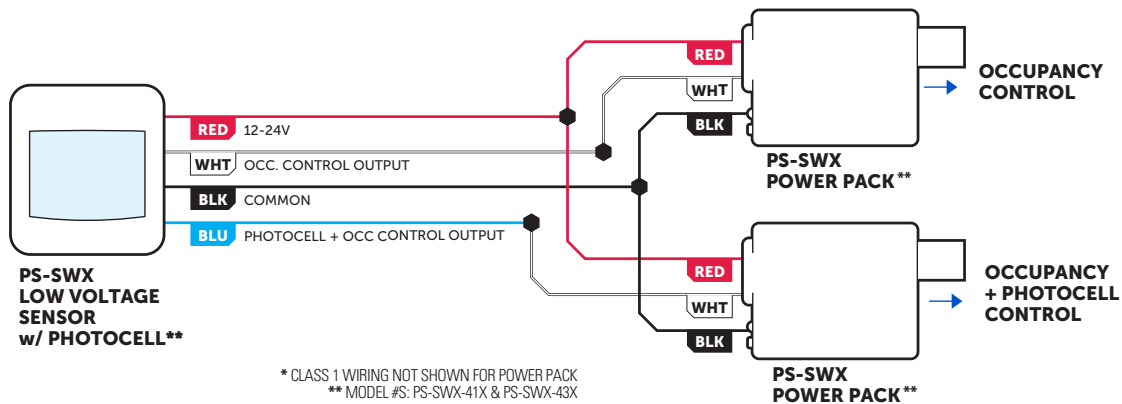 RED 12-24V
WHT OCC. CONTROL OUTPUT
BLK COMMON
BLU PHOTOCELL + OCC CONTROL OUTPUT
PS-SWX
LOW VOLTAGE
SENSOR
w/ PHOTOCELL**
RED
WHT
BLK
PS-SWX
POWER PACK**
OCCUPANCY
CONTROL
RED
WHT
BLK
PS-SWX
POWER PACK**
OCCUPANCY
+ PHOTOCELL
CONTROL
* CLASS 1 WIRING NOT SHOWN FOR POWER PACK
** MODEL #S: PS-SWX-41X & PS-SWX-43X